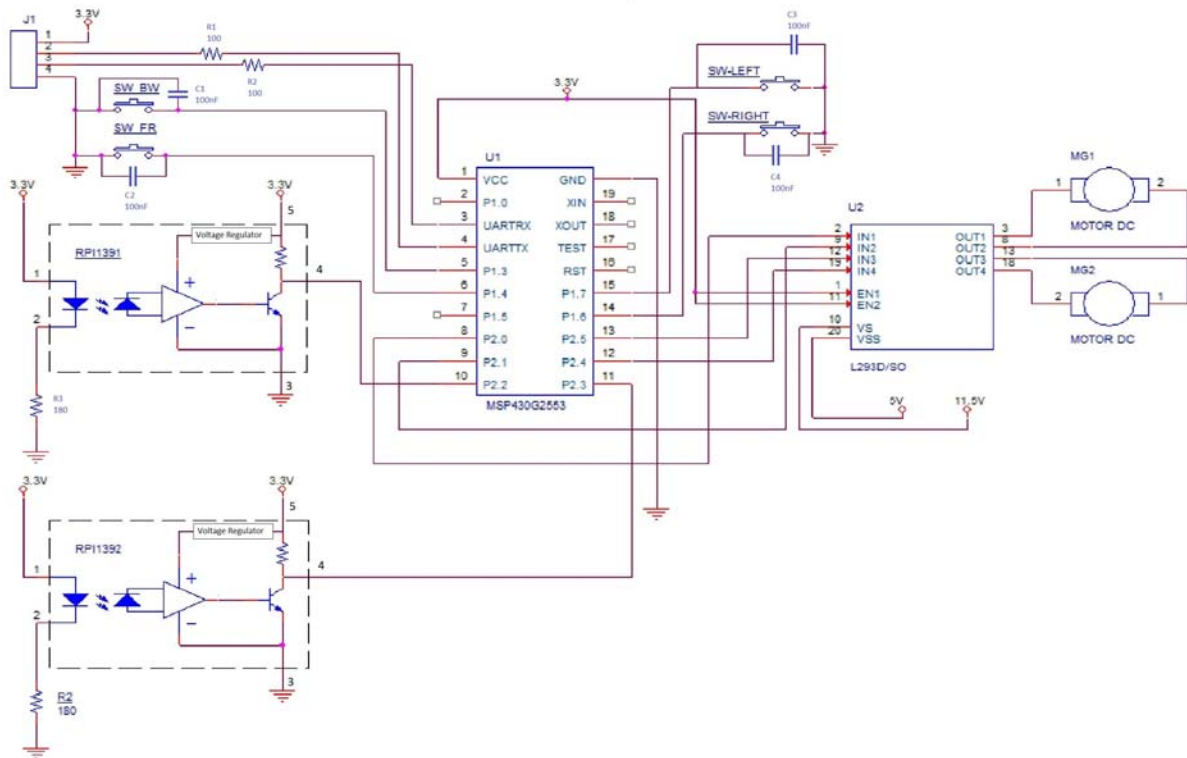 J1
3.3V
1
2
3
4
R1
100
R2
100
SW_BW
C1
100nF
SW_FR
C2
100nF
C3
100nF
SW-LEFT
SW-RIGHT
C4
100nF
3.3V
U1
1 VCC GND
2 P1.0 XIN 19
3 UARTRX XOUT 18
4 UARTTX TEST 17
5 P1.3 RST 16
6 P1.4 P1.7 15
7 P1.5 P1.6 14
8 P2.0 P2.5 13
9 P2.1 P2.4 12
10 P2.2 P2.3 11
MSP430G2553
3.3V
3.3V
5
Voltage Regulator
RPI1391
4
1
+
2
−
3
R3
180
U2
2 IN1 OUT1 3
9 IN2 OUT2 8
12 IN3 OUT3 13
19 IN4 OUT4 18
1 EN1
11 EN2
10 VS
20 VSS
L293D/SO
5V
11.5V
MG1
1 2
MOTOR DC
MG2
2 1
MOTOR DC
3.3V
3.3V
5
Voltage Regulator
RPI1392
4
1
+
2
−
3
R2
180